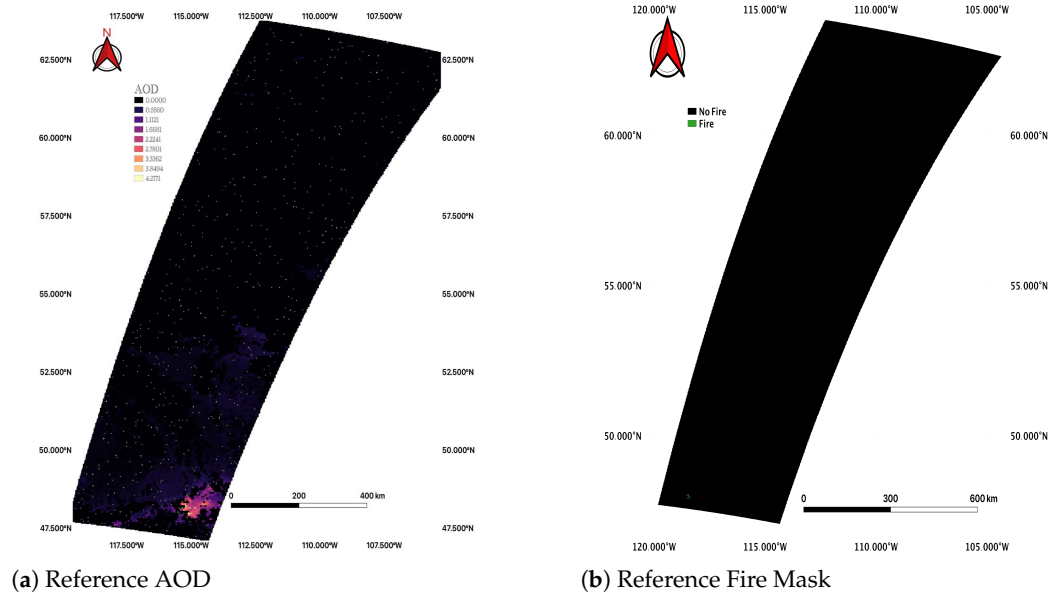 117.500°W 115.000°W 112.500°W 110.000°W 107.500°W
N
62.500°N
60.000°N
57.500°N
55.000°N
52.500°N
50.000°N
47.500°N
AOD
0.0000
0.5560
1.1121
1.6681
2.2241
2.7801
3.3362
3.8494
4.2771
62.500°N
60.000°N
57.500°N
55.000°N
52.500°N
50.000°N
47.500°N
0 200 400 km
117.500°W 115.000°W 112.500°W 110.000°W 107.500°W
(a) Reference AOD
120.000°W 115.000°W 110.000°W 105.000°W
No Fire
Fire
60.000°N
55.000°N
50.000°N
60.000°N
55.000°N
50.000°N
0 300 600 km
120.000°W 115.000°W 110.000°W 105.000°W
(b) Reference Fire Mask